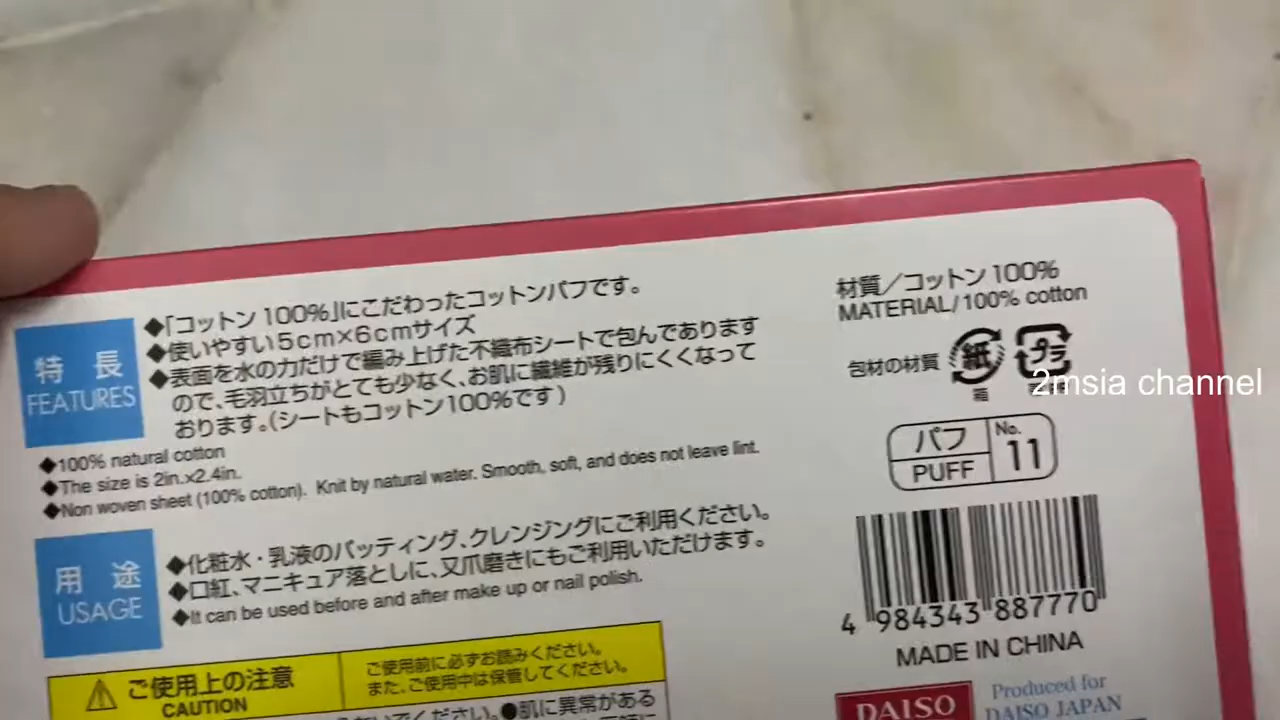 特長
FEATURES
◆「コットン100%」にこだわったコットンパフです。
◆使いやすい5cm×6cmサイズ
◆表面を水の力だけで編み上げた不織布シートで包んであります
ので、毛羽立ちがとても少なく、お肌に繊維が残りにくくなって
おります。(シートもコットン100%です)
◆100% natural cotton
◆The size is 2in.x2.4in.
◆Non woven sheet (100% cotton). Knit by natural water. Smooth, soft, and does not leave lint.
用途
USAGE
◆化粧水・乳液のパッティング、クレンジングにご利用ください。
◆口紅、マニキュア落としに、又爪磨きにもご利用いただけます。
◆It can be used before and after make up or nail polish.
ご使用上の注意
CAUTION
ご使用前に必ずお読みください。
また、ご使用中は保管してください。
ないでください。●肌に異常がある
材質/コットン100%
MATERIAL/100% cotton
包材の材質
紙
箱
プラ
2msia channel
パフ
PUFF
No.
11
4 984343 887770
MADE IN CHINA
DAISO
Produced for
DAISO JAPAN